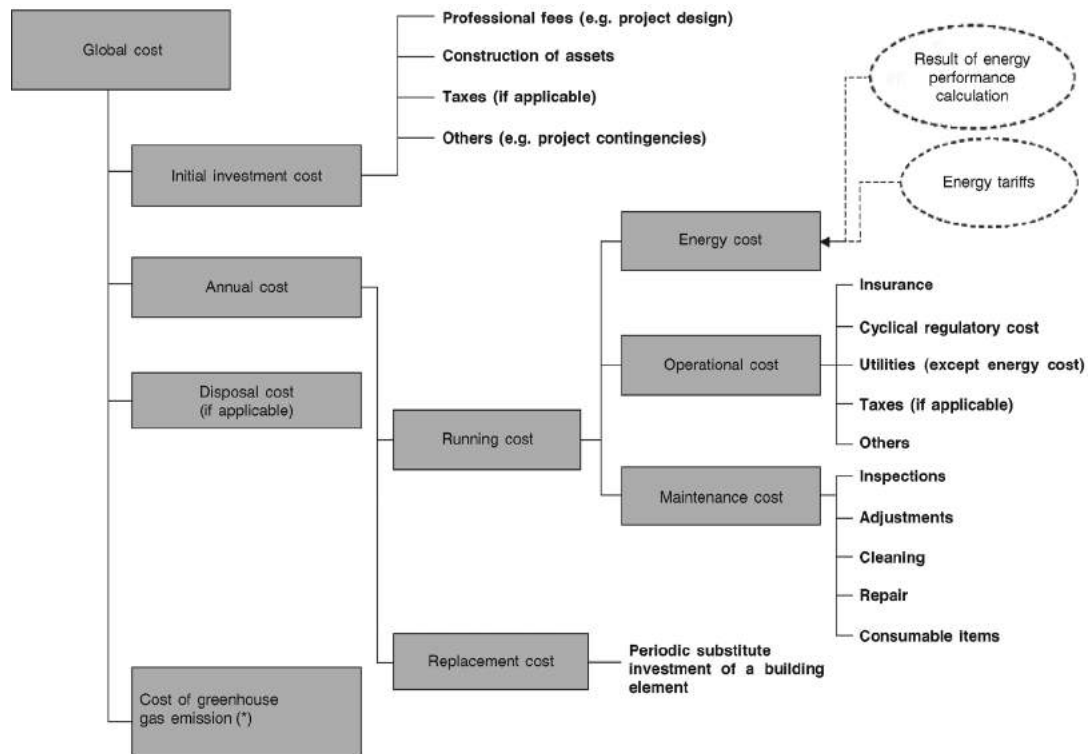 Global cost
Professional fees (e.g. project design)
Construction of assets
Taxes (if applicable)
Others (e.g. project contingencies)
Initial investment cost
Result of energy
performance
calculation
Energy tariffs
Energy cost
Annual cost
Insurance
Cyclical regulatory cost
Operational cost
Utilities (except energy cost)
Taxes (if applicable)
Others
Disposal cost
(if applicable)
Running cost
Maintenance cost
Inspections
Adjustments
Cleaning
Repair
Consumable items
Replacement cost
Periodic substitute
investment of a building
element
Cost of greenhouse
gas emission (*)